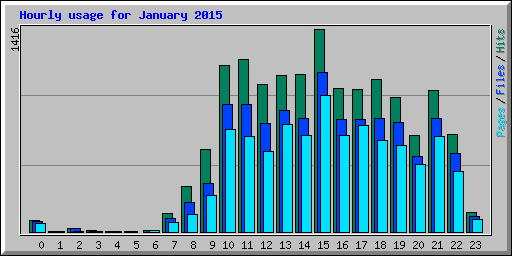 Hourly usage for January 2015
1416
Pages/Files/Hits
0 1 2 3 4 5 6 7 8 9 10 11 12 13 14 15 16 17 18 19 20 21 22 23